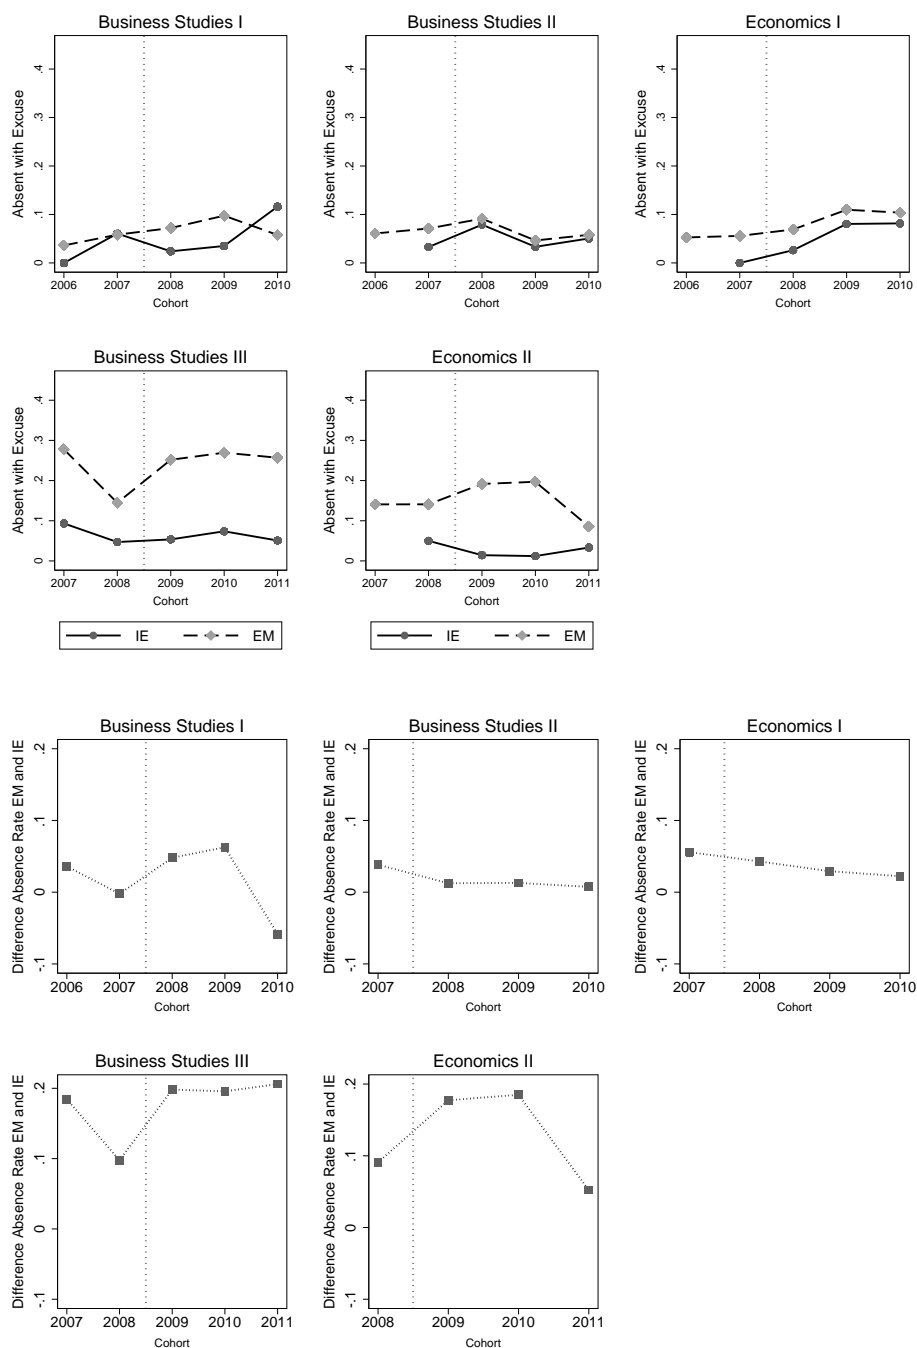 Business Studies I
Business Studies II
Economics I
Absent with Excuse
0 .1 .2 .3 .4
2006 2007 2008 2009 2010
Cohort
Absent with Excuse
0 .1 .2 .3 .4
2006 2007 2008 2009 2010
Cohort
Absent with Excuse
0 .1 .2 .3 .4
2006 2007 2008 2009 2010
Cohort
Business Studies III
Economics II
Absent with Excuse
0 .1 .2 .3 .4
2007 2008 2009 2010 2011
Cohort
Absent with Excuse
0 .1 .2 .3 .4
2007 2008 2009 2010 2011
Cohort
IE EM
IE EM
Business Studies I
Business Studies II
Economics I
Difference Absence Rate EM and IE
-.1 0 .1 .2
2006 2007 2008 2009 2010
Cohort
Difference Absence Rate EM and IE
-.1 0 .1 .2
2007 2008 2009 2010
Cohort
Difference Absence Rate EM and IE
-.1 0 .1 .2
2007 2008 2009 2010
Cohort
Business Studies III
Economics II
Difference Absence Rate EM and IE
-.1 0 .1 .2
2007 2008 2009 2010 2011
Cohort
Difference Absence Rate EM and IE
-.1 0 .1 .2
2008 2009 2010 2011
Cohort